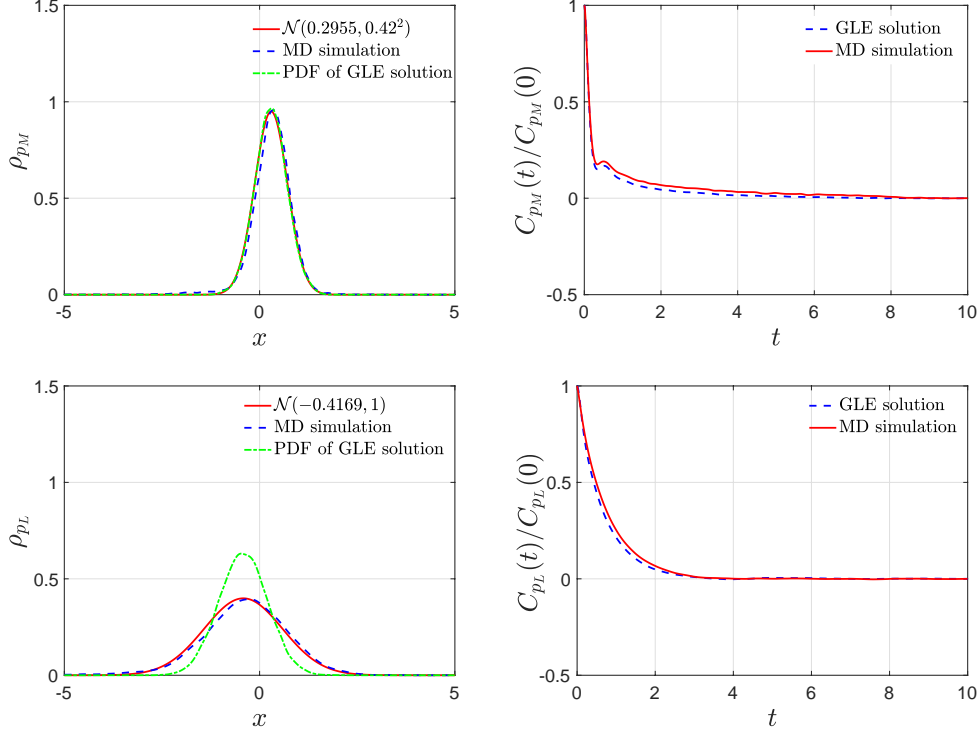 𝒩(0.2955, 0.42²)
MD simulation
PDF of GLE solution
1.5
1
0.5
0
-5
0
5
ρ_{p_M}
x
GLE solution
MD simulation
1
0.5
0
-0.5
0
2
4
6
8
10
C_{p_M}(t)/C_{p_M}(0)
t
𝒩(−0.4169, 1)
MD simulation
PDF of GLE solution
1.5
1
0.5
0
-5
0
5
ρ_{p_L}
x
GLE solution
MD simulation
1
0.5
0
-0.5
0
2
4
6
8
10
C_{p_L}(t)/C_{p_L}(0)
t